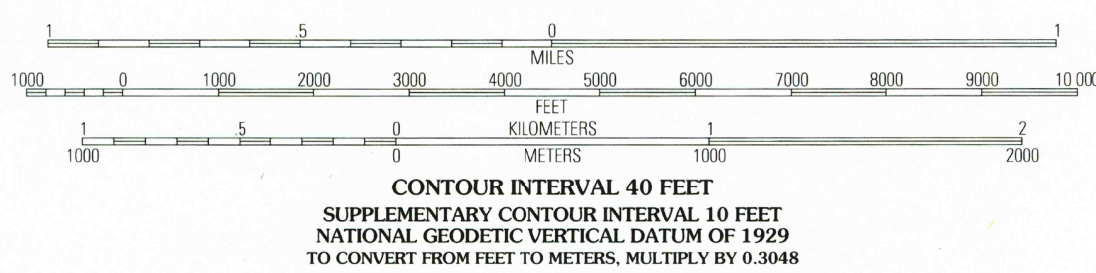 1 .5 0 1
MILES
1000 0 1000 2000 3000 4000 5000 6000 7000 8000 9000 10 000
FEET
1 .5 0 KILOMETERS 1 2
1000 0 METERS 1000 2000
CONTOUR INTERVAL 40 FEET
SUPPLEMENTARY CONTOUR INTERVAL 10 FEET
NATIONAL GEODETIC VERTICAL DATUM OF 1929
TO CONVERT FROM FEET TO METERS, MULTIPLY BY 0.3048